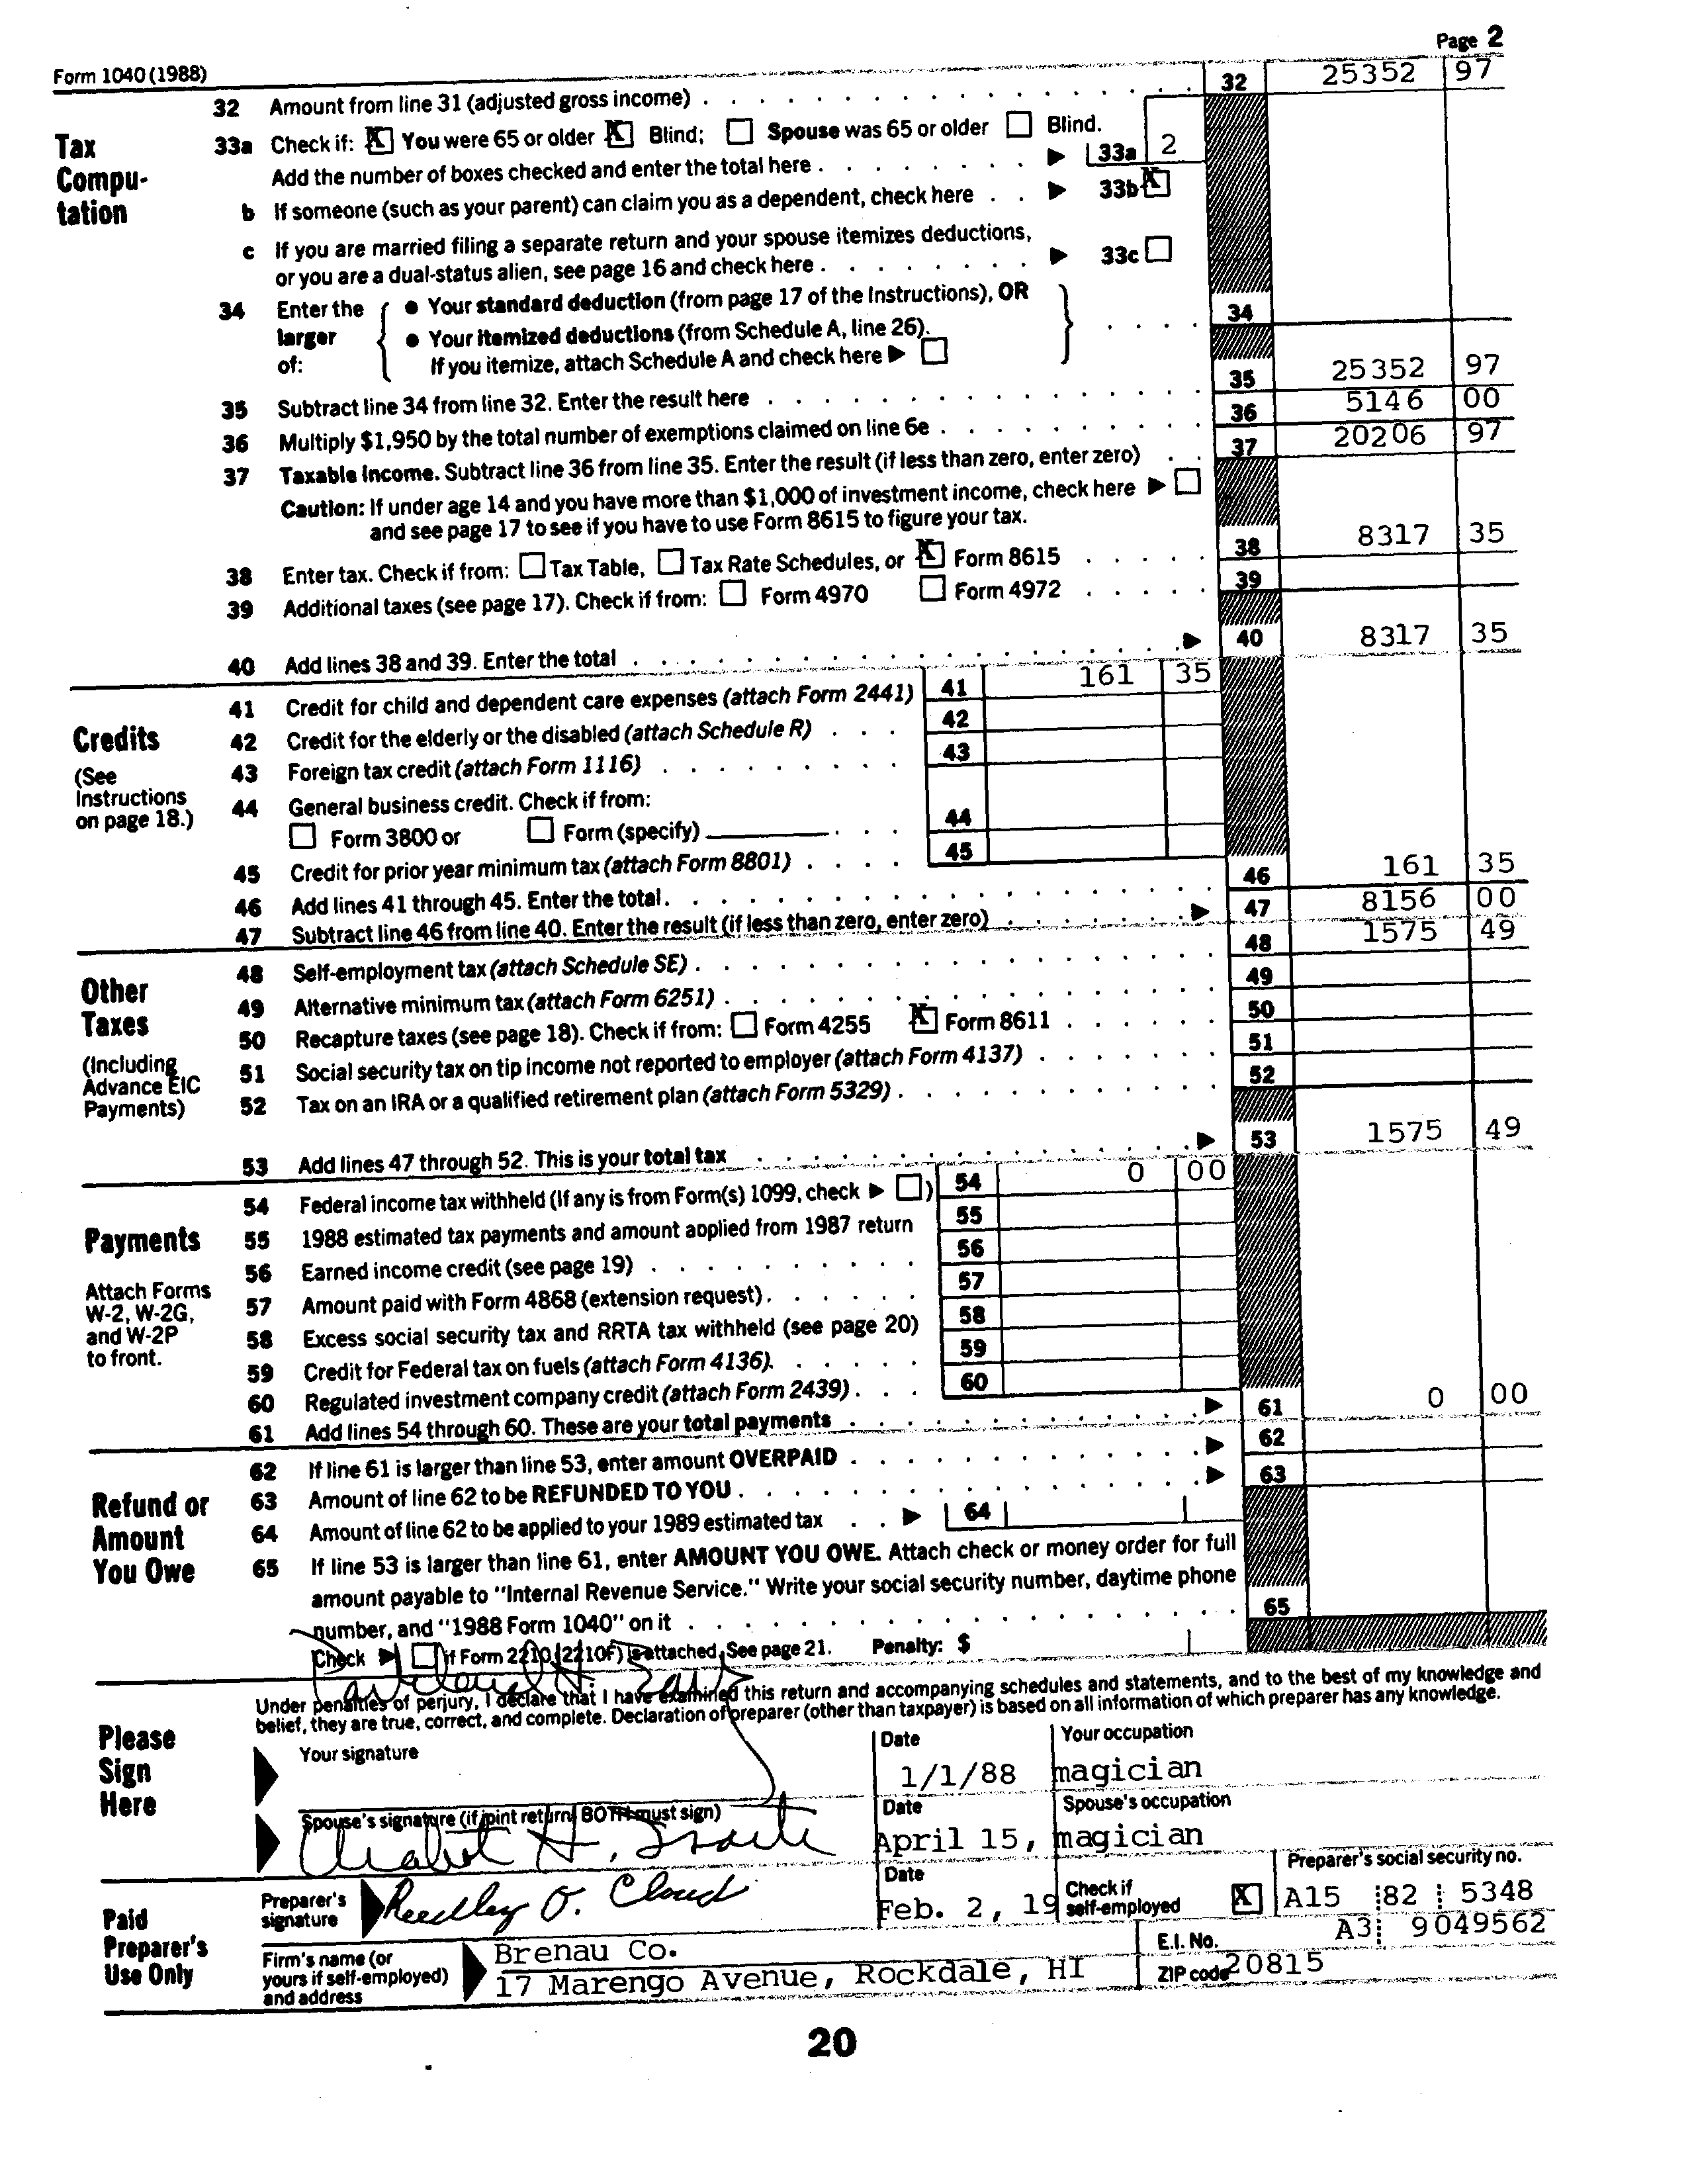 Form 1040 (1988) Page 2
Tax Computation
32 Amount from line 31 (adjusted gross income) 32 25352 97
33a Check if: X You were 65 or older X Blind; Spouse was 65 or older Blind.
Add the number of boxes checked and enter the total here 33a 2
b If someone (such as your parent) can claim you as a dependent, check here 33b X
c If you are married filing a separate return and your spouse itemizes deductions,
or you are a dual-status alien, see page 16 and check here 33c
34 Enter the larger of: • Your standard deduction (from page 17 of the Instructions), OR 34
• Your itemized deductions (from Schedule A, line 26).
If you itemize, attach Schedule A and check here
35 Subtract line 34 from line 32. Enter the result here 35 25352 97
36 Multiply $1,950 by the total number of exemptions claimed on line 6e 36 5146 00
37 Taxable income. Subtract line 36 from line 35. Enter the result (if less than zero, enter zero) 37 20206 97
Caution: If under age 14 and you have more than $1,000 of investment income, check here
and see page 17 to see if you have to use Form 8615 to figure your tax.
38 Enter tax. Check if from: Tax Table, Tax Rate Schedules, or X Form 8615 38 8317 35
39 Additional taxes (see page 17). Check if from: Form 4970 Form 4972 39
40 Add lines 38 and 39. Enter the total 40 8317 35
Credits
(See Instructions on page 18.)
41 Credit for child and dependent care expenses (attach Form 2441) 41 161 35
42 Credit for the elderly or the disabled (attach Schedule R) 42
43 Foreign tax credit (attach Form 1116) 43
44 General business credit. Check if from:
Form 3800 or Form (specify) 44
45 Credit for prior year minimum tax (attach Form 8801) 45
46 Add lines 41 through 45. Enter the total 46 161 35
47 Subtract line 46 from line 40. Enter the result (if less than zero, enter zero) 47 8156 00
Other Taxes
(Including Advance EIC Payments)
48 Self-employment tax (attach Schedule SE) 48 1575 49
49 Alternative minimum tax (attach Form 6251) 49
50 Recapture taxes (see page 18). Check if from: Form 4255 X Form 8611 50
51 Social security tax on tip income not reported to employer (attach Form 4137) 51
52 Tax on an IRA or a qualified retirement plan (attach Form 5329) 52
53 Add lines 47 through 52. This is your total tax 53 1575 49
Payments
Attach Forms W-2, W-2G, and W-2P to front.
54 Federal income tax withheld (If any is from Form(s) 1099, check ) 54 0 00
55 1988 estimated tax payments and amount applied from 1987 return 55
56 Earned income credit (see page 19) 56
57 Amount paid with Form 4868 (extension request) 57
58 Excess social security tax and RRTA tax withheld (see page 20) 58
59 Credit for Federal tax on fuels (attach Form 4136) 59
60 Regulated investment company credit (attach Form 2439) 60
61 Add lines 54 through 60. These are your total payments 61 0 00
Refund or Amount You Owe
62 If line 61 is larger than line 53, enter amount OVERPAID 62
63 Amount of line 62 to be REFUNDED TO YOU 63
64 Amount of line 62 to be applied to your 1989 estimated tax 64
65 If line 53 is larger than line 61, enter AMOUNT YOU OWE. Attach check or money order for full
amount payable to "Internal Revenue Service." Write your social security number, daytime phone
number, and "1988 Form 1040" on it 65
Check if Form 2210 (2210F) is attached. See page 21. Penalty: $
Please Sign Here
Under penalties of perjury, I declare that I have examined this return and accompanying schedules and statements, and to the best of my knowledge and
belief, they are true, correct, and complete. Declaration of preparer (other than taxpayer) is based on all information of which preparer has any knowledge.
Your signature Date Your occupation
1/1/88 magician
Spouse's signature (if joint return, BOTH must sign) Date Spouse's occupation
April 15, magician
Paid Preparer's Use Only
Preparer's signature Reedley O. Cloud Date Feb. 2, 19 Check if self-employed X Preparer's social security no. A15 82 5348
Firm's name (or yours if self-employed) and address Brenau Co. E.I. No. A3 9049562
17 Marengo Avenue, Rockdale, HI ZIP code 20815
20